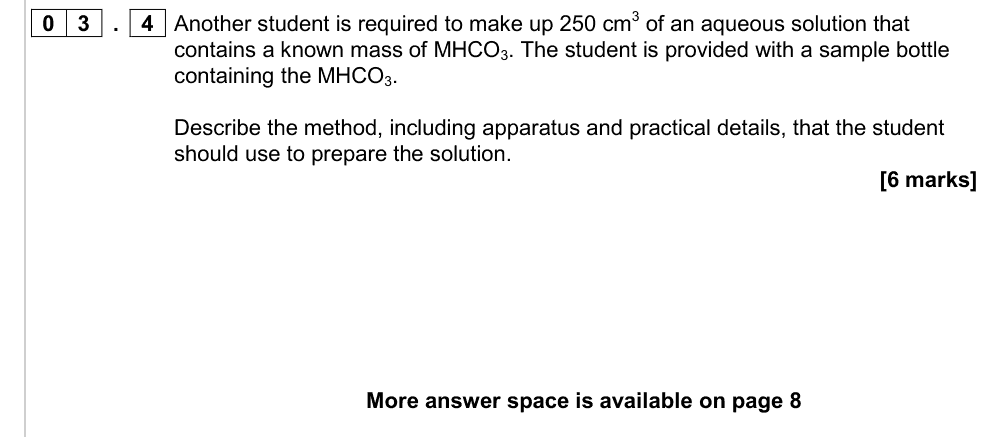 0 3 . 4 Another student is required to make up 250 cm³ of an aqueous solution that
contains a known mass of MHCO₃. The student is provided with a sample bottle
containing the MHCO₃.
Describe the method, including apparatus and practical details, that the student
should use to prepare the solution.
[6 marks]
More answer space is available on page 8